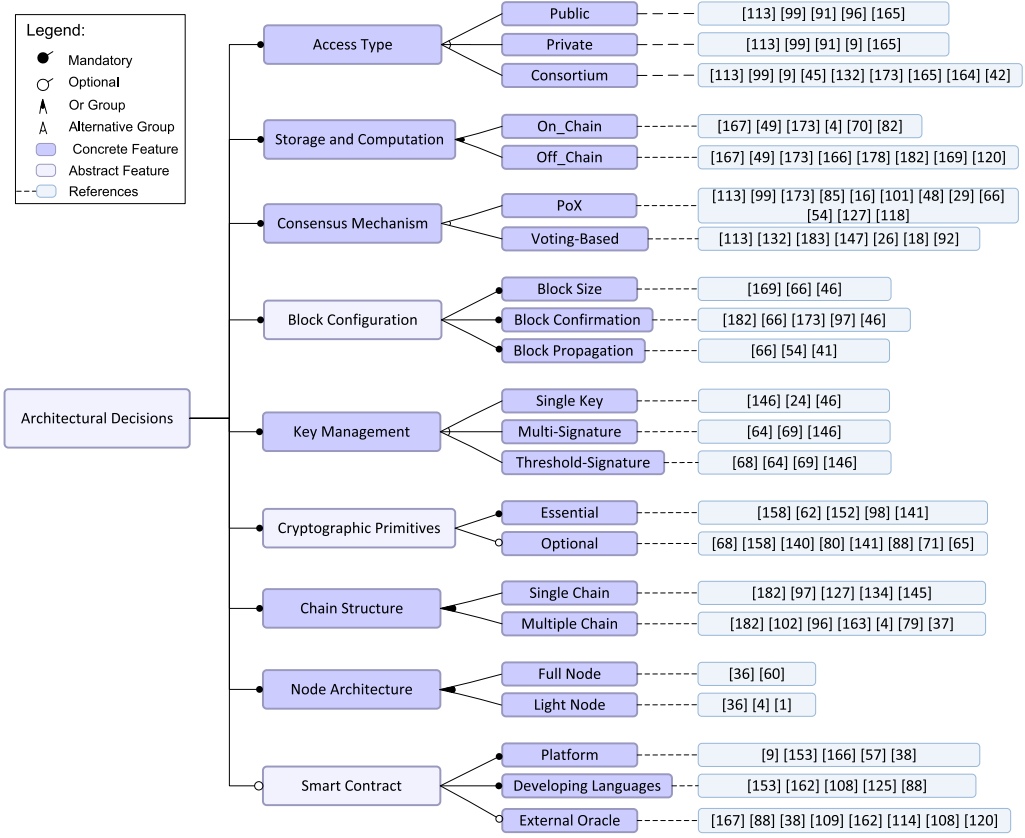 Legend:
Mandatory
Optional
Or Group
Alternative Group
Concrete Feature
Abstract Feature
References
Architectural Decisions
Access Type
Public
[113] [99] [91] [96] [165]
Private
[113] [99] [91] [9] [165]
Consortium
[113] [99] [9] [45] [132] [173] [165] [164] [42]
Storage and Computation
On_Chain
[167] [49] [173] [4] [70] [82]
Off_Chain
[167] [49] [173] [166] [178] [182] [169] [120]
Consensus Mechanism
PoX
[113] [99] [173] [85] [16] [101] [48] [29] [66]
[54] [127] [118]
Voting-Based
[113] [132] [183] [147] [26] [18] [92]
Block Configuration
Block Size
[169] [66] [46]
Block Confirmation
[182] [66] [173] [97] [46]
Block Propagation
[66] [54] [41]
Key Management
Single Key
[146] [24] [46]
Multi-Signature
[64] [69] [146]
Threshold-Signature
[68] [64] [69] [146]
Cryptographic Primitives
Essential
[158] [62] [152] [98] [141]
Optional
[68] [158] [140] [80] [141] [88] [71] [65]
Chain Structure
Single Chain
[182] [97] [127] [134] [145]
Multiple Chain
[182] [102] [96] [163] [4] [79] [37]
Node Architecture
Full Node
[36] [60]
Light Node
[36] [4] [1]
Smart Contract
Platform
[9] [153] [166] [57] [38]
Developing Languages
[153] [162] [108] [125] [88]
External Oracle
[167] [88] [38] [109] [162] [114] [108] [120]